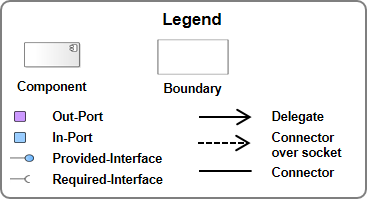 Legend
Component
Boundary
Out-Port
In-Port
Provided-Interface
Required-Interface
Delegate
Connector
over socket
Connector